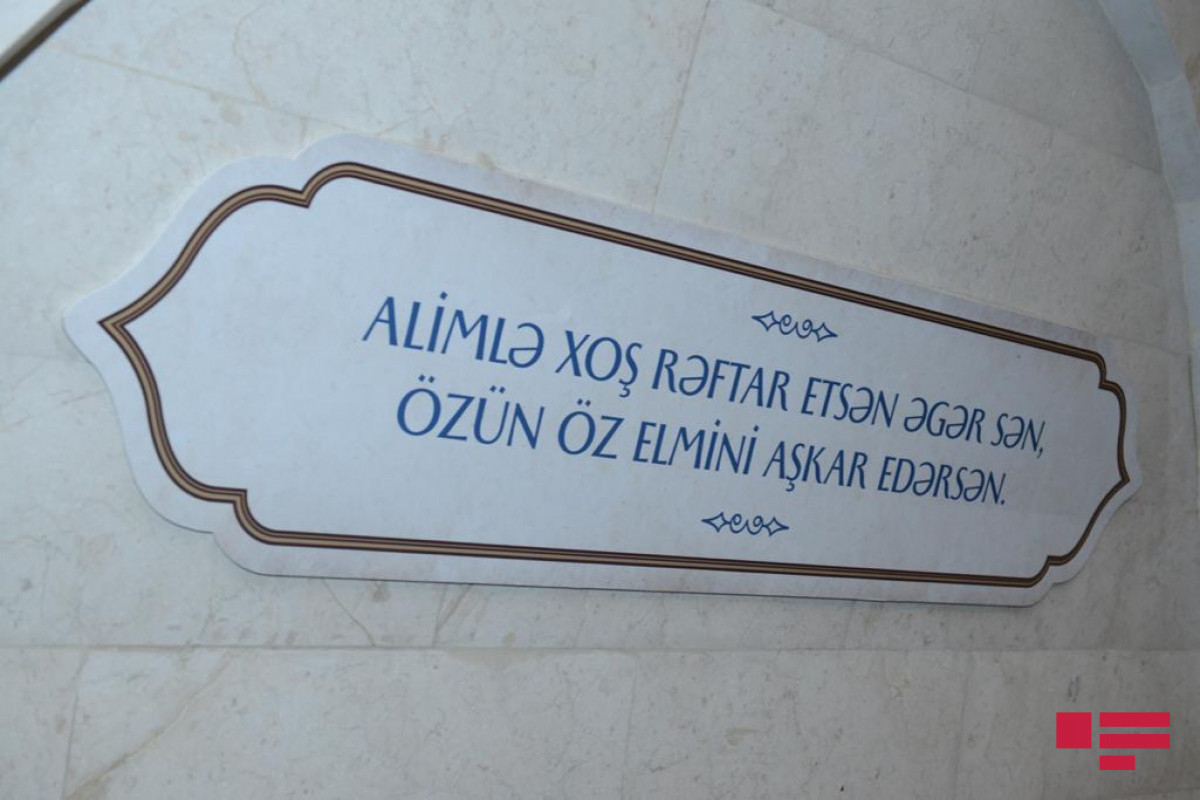 ALİMLƏ XOŞ RƏFTAR ETSƏN ƏGƏR SƏN,
ÖZÜN ÖZ ELMİNİ AŞKAR EDƏRSƏN.